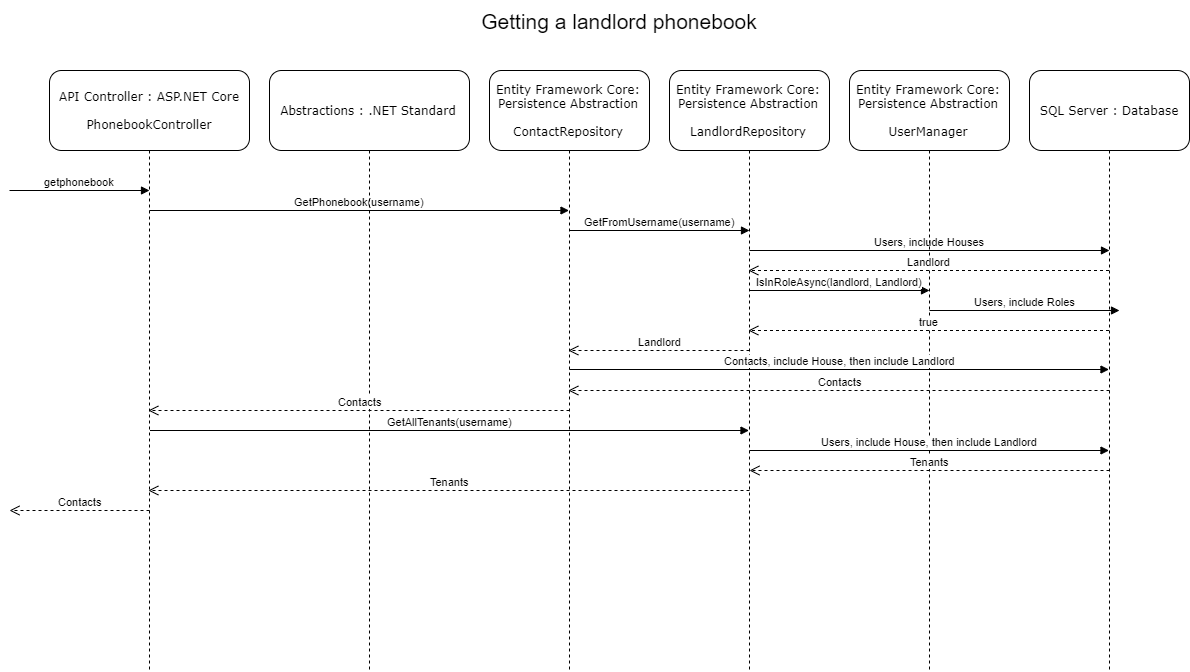 Getting a landlord phonebook
API Controller : ASP.NET Core
PhonebookController
Abstractions : .NET Standard
Entity Framework Core:
Persistence Abstraction
ContactRepository
Entity Framework Core:
Persistence Abstraction
LandlordRepository
Entity Framework Core:
Persistence Abstraction
UserManager
SQL Server : Database
getphonebook
GetPhonebook(username)
GetFromUsername(username)
Users, include Houses
Landlord
IsInRoleAsync(landlord, Landlord)
Users, include Roles
true
Landlord
Contacts, include House, then include Landlord
Contacts
Contacts
GetAllTenants(username)
Users, include House, then include Landlord
Tenants
Tenants
Contacts